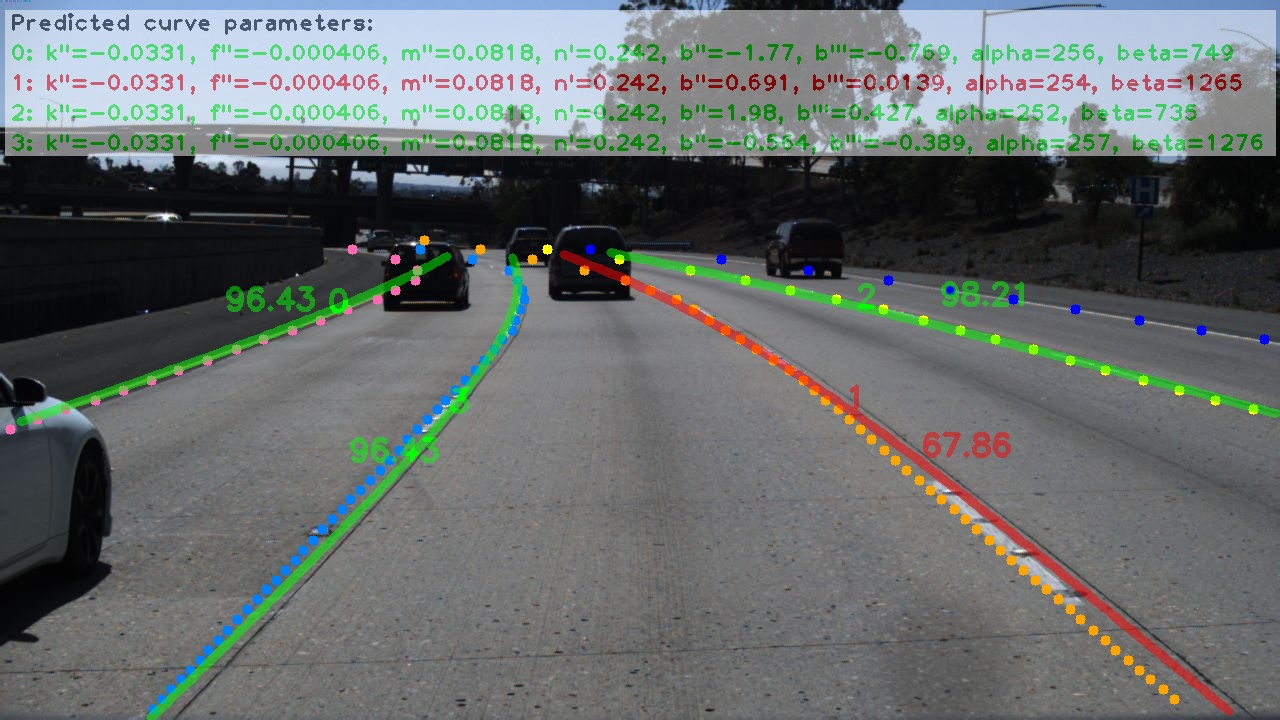 Predicted curve parameters:
0: k''=-0.0331, f''=-0.000406, m''=0.0818, n'=0.242, b''=-1.77, b'''=-0.769, alpha=256, beta=749
1: k''=-0.0331, f''=-0.000406, m''=0.0818, n'=0.242, b''=0.691, b'''=0.0139, alpha=254, beta=1265
2: k''=-0.0331, f''=-0.000406, m''=0.0818, n'=0.242, b''=1.98, b'''=0.427, alpha=252, beta=735
3: k''=-0.0331, f''=-0.000406, m''=0.0818, n'=0.242, b''=-0.564, b'''=-0.389, alpha=257, beta=1276
H
96.43 0
2 98.21
1
67.86